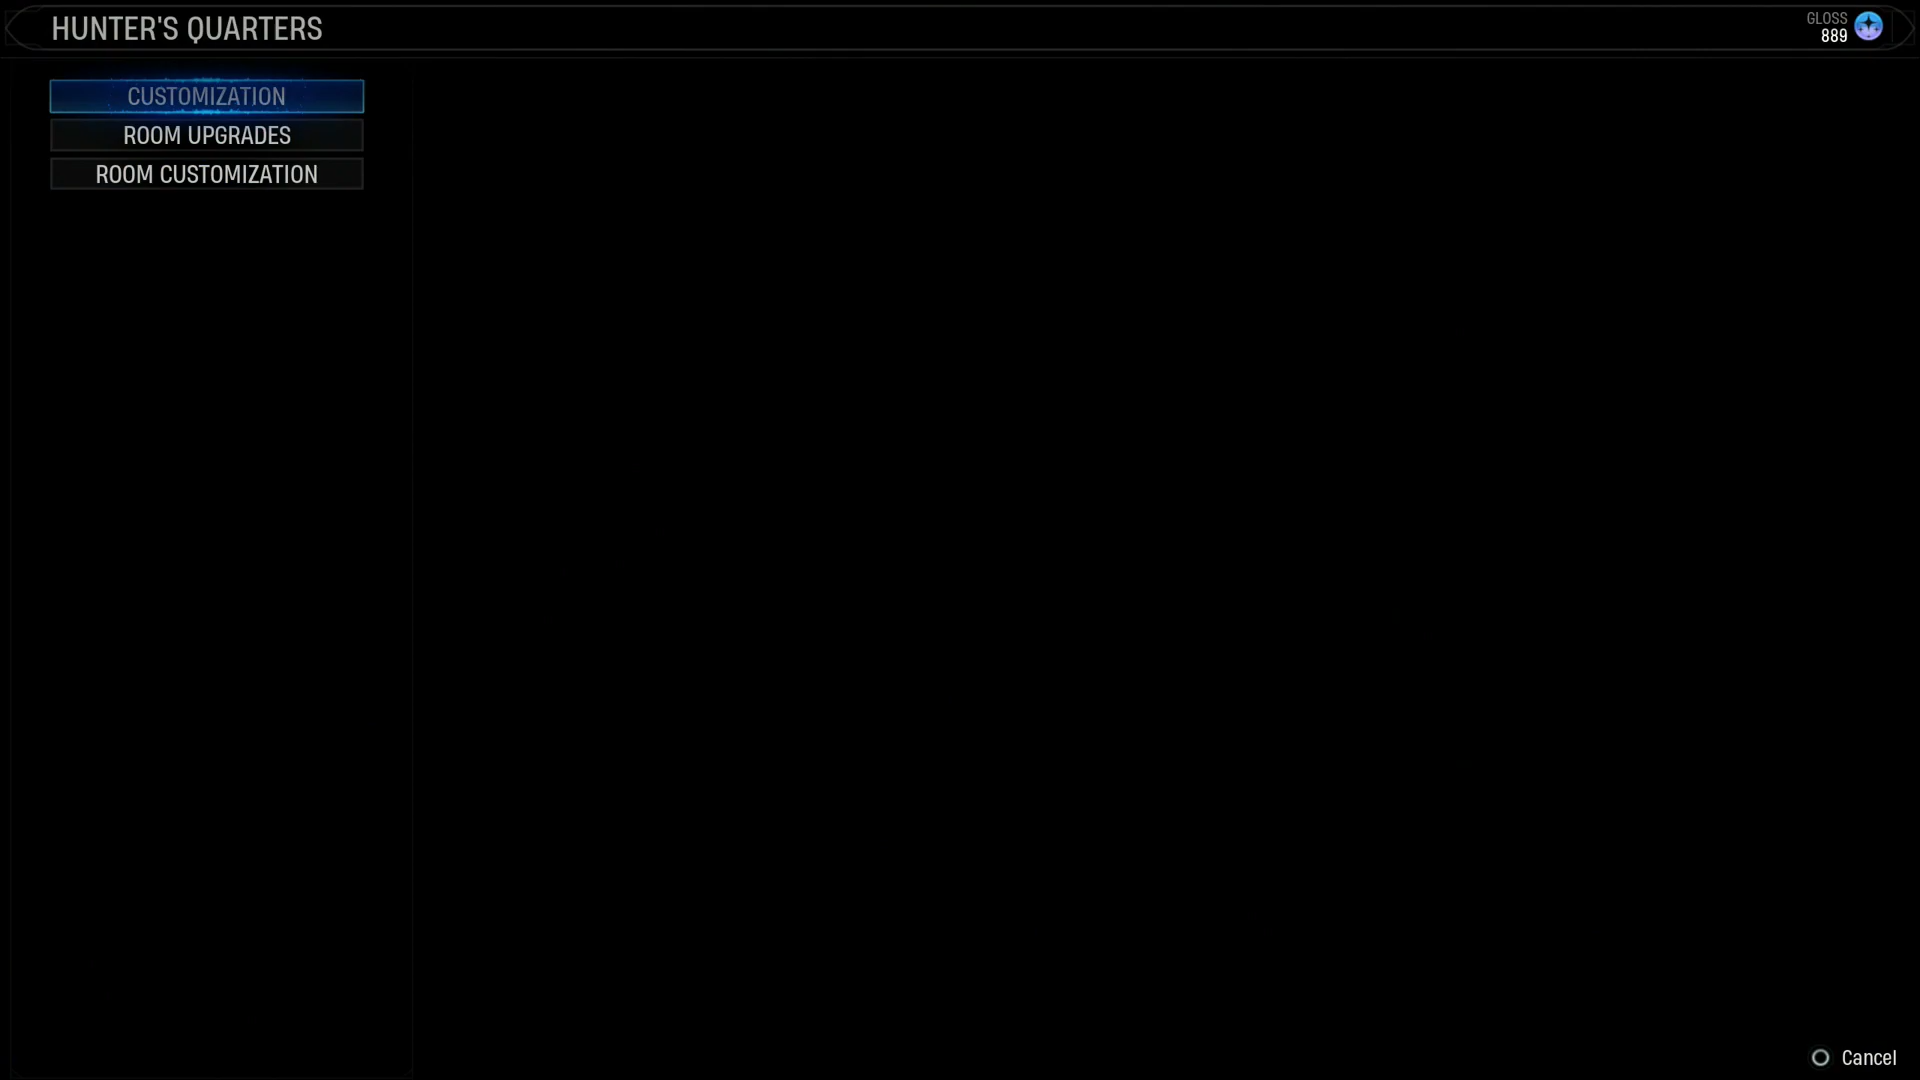 HUNTER'S QUARTERS
GLOSS
889
CUSTOMIZATION
ROOM UPGRADES
ROOM CUSTOMIZATION
Cancel